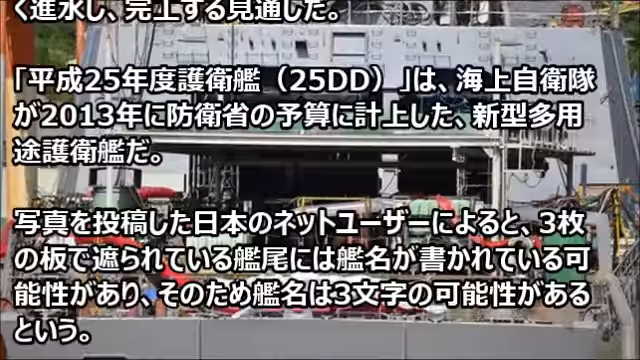 く進水し、完工する見通しだ。
「平成25年度護衛艦（25DD）」は、海上自衛隊
が2013年に防衛省の予算に計上した、新型多用
途護衛艦だ。
写真を投稿した日本のネットユーザーによると、3枚
の板で遮られている艦尾には艦名が書かれている可
能性があり、そのため艦名は3文字の可能性がある
という。